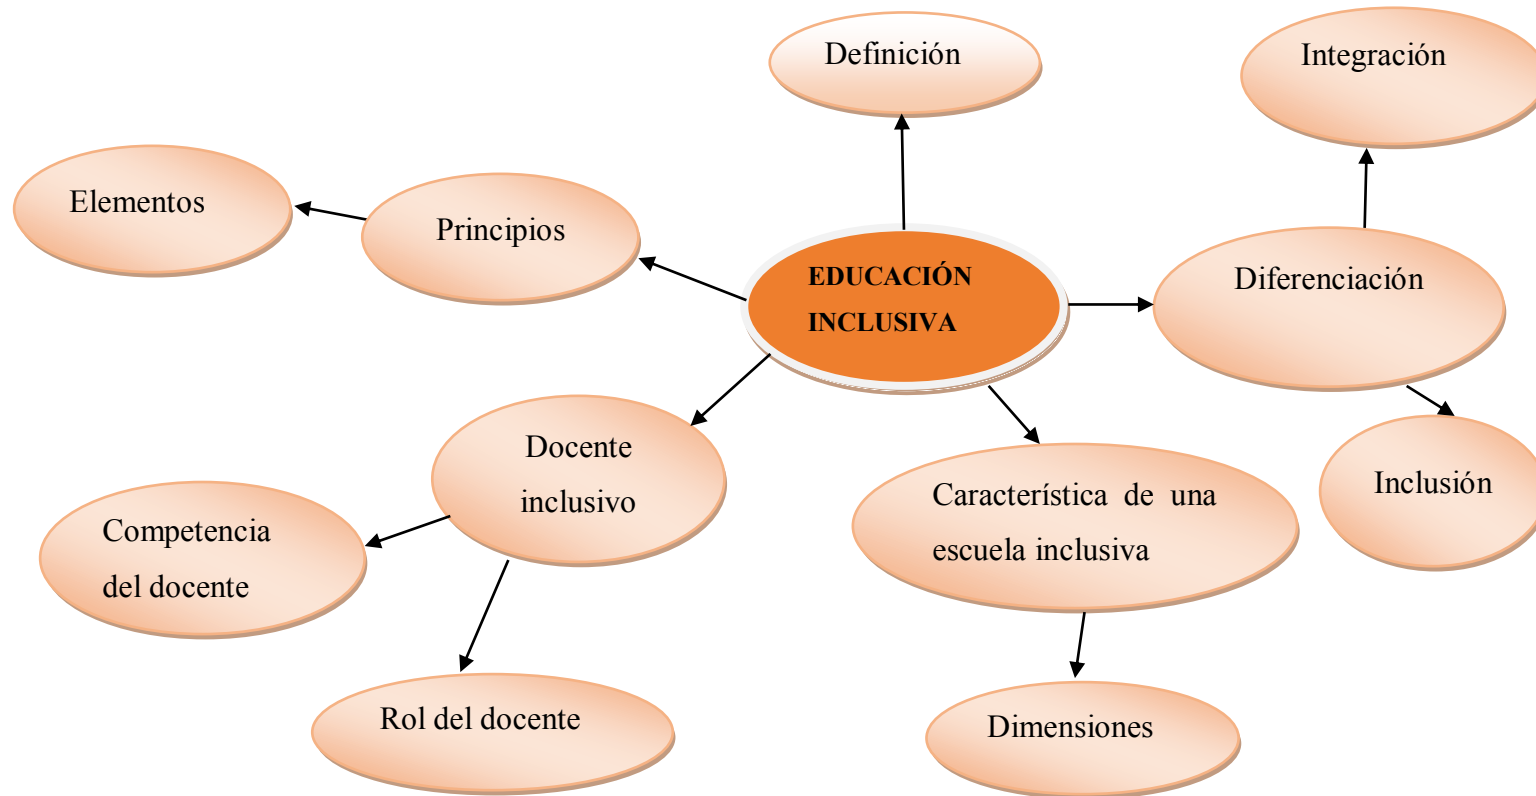 Definición
Integración
Elementos
Principios
EDUCACIÓN
INCLUSIVA
Diferenciación
Docente
inclusivo
Característica de una
escuela inclusiva
Inclusión
Competencia
del docente
Rol del docente
Dimensiones